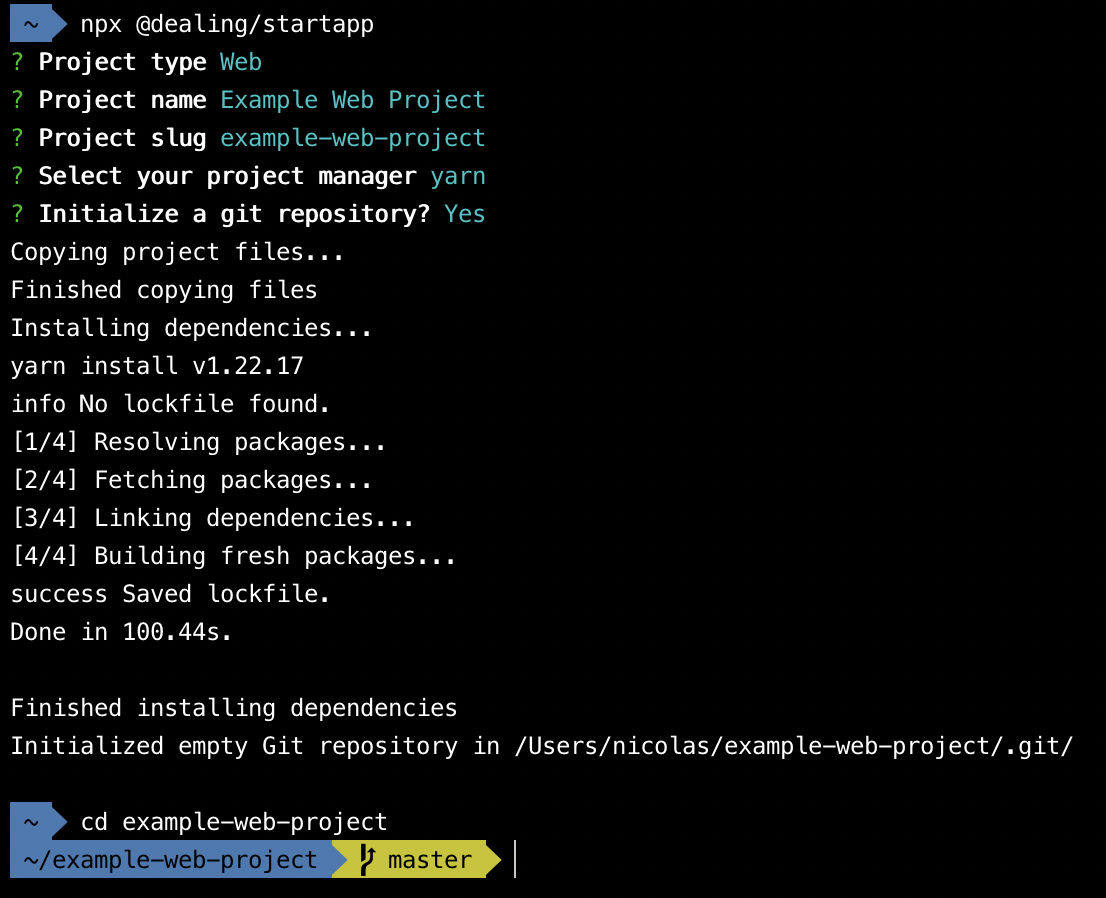 ~ npx @dealing/startapp
? Project type Web
? Project name Example Web Project
? Project slug example-web-project
? Select your project manager yarn
? Initialize a git repository? Yes
Copying project files...
Finished copying files
Installing dependencies...
yarn install v1.22.17
info No lockfile found.
[1/4] Resolving packages...
[2/4] Fetching packages...
[3/4] Linking dependencies...
[4/4] Building fresh packages...
success Saved lockfile.
Done in 100.44s.
Finished installing dependencies
Initialized empty Git repository in /Users/nicolas/example-web-project/.git/
~ cd example-web-project
~/example-web-project master